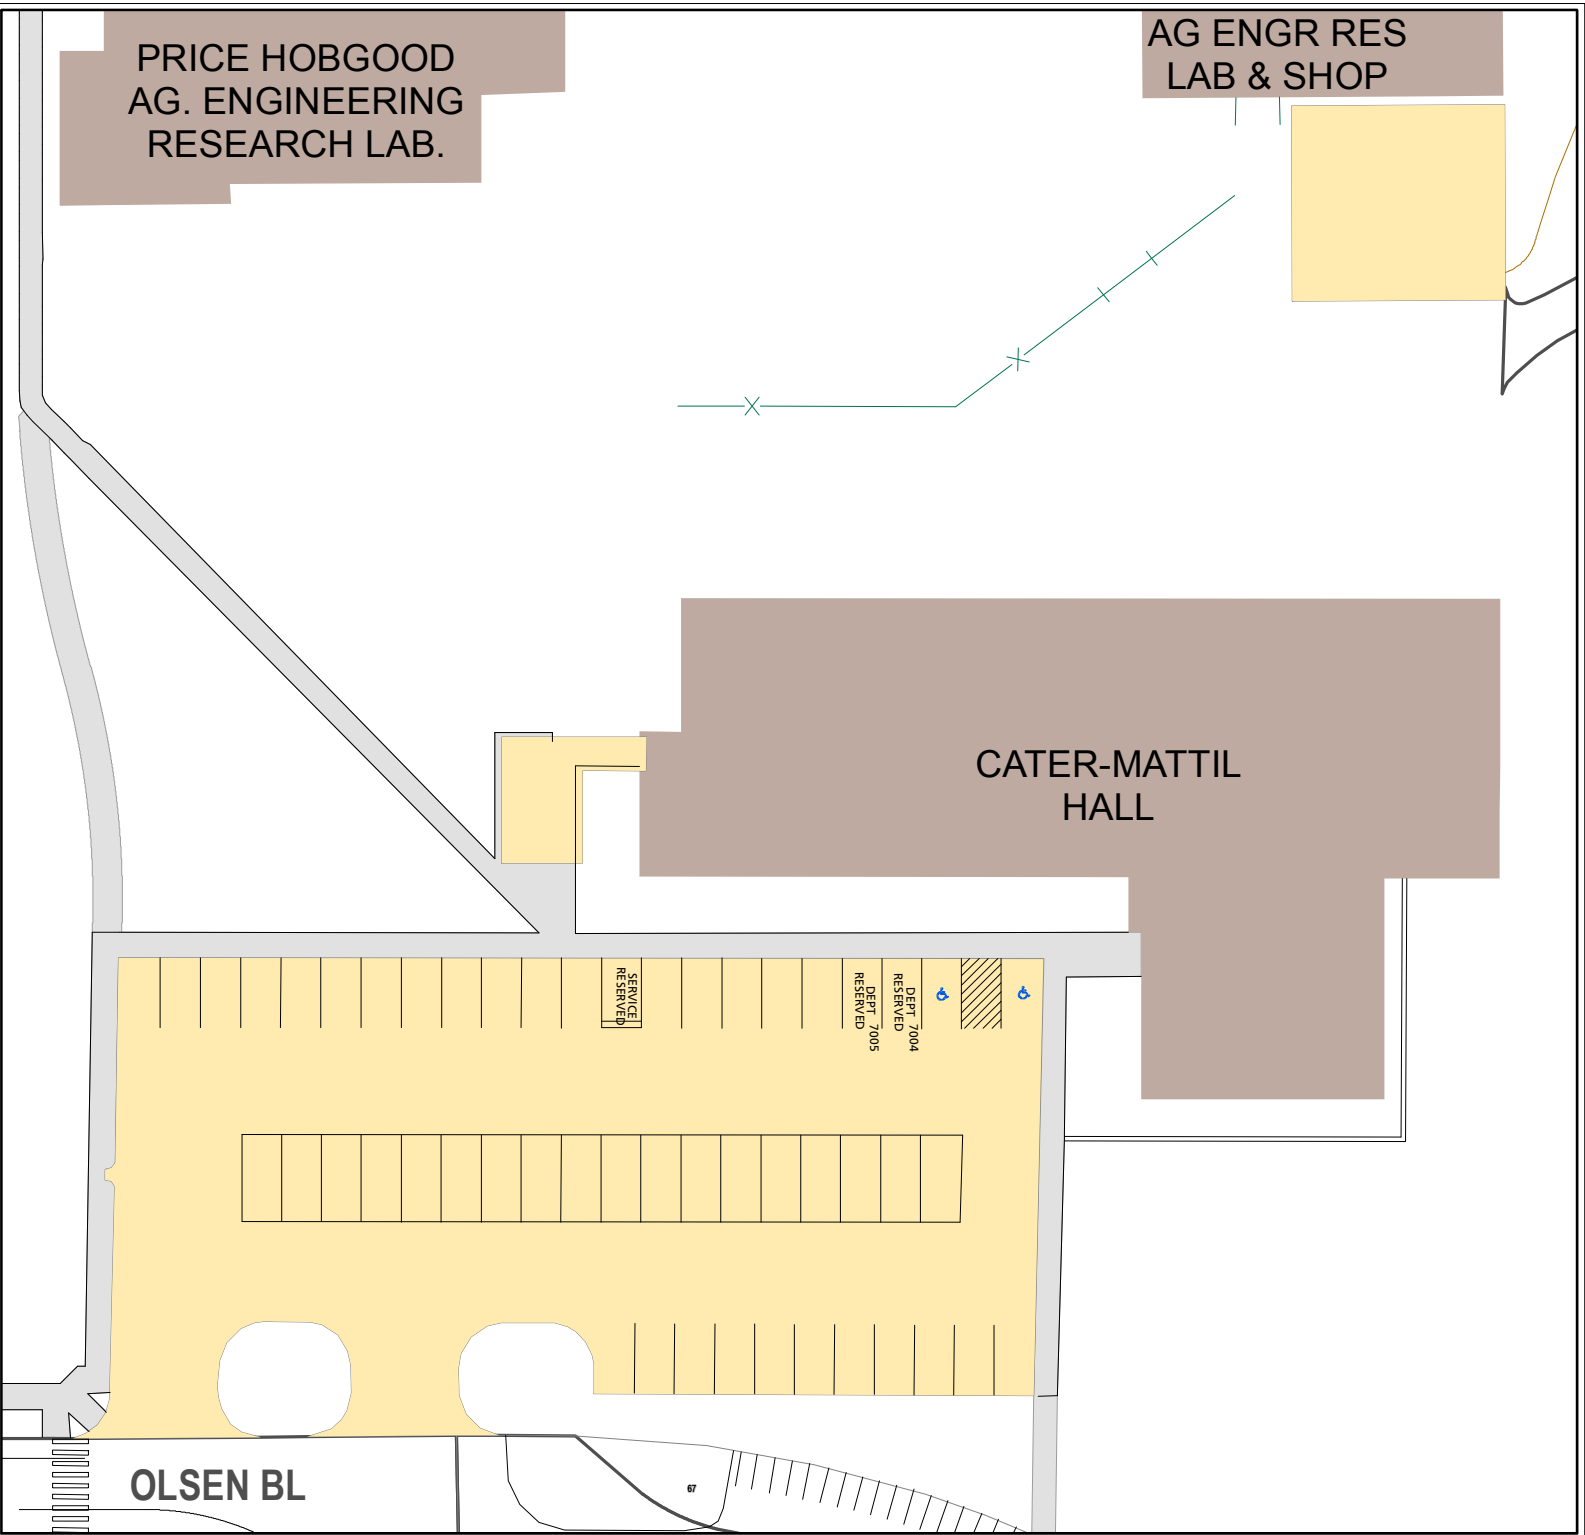 PRICE HOBGOOD
AG. ENGINEERING
RESEARCH LAB.
AG ENGR RES
LAB & SHOP
CATER-MATTIL
HALL
SERVICE
RESERVED
DEPT 7005
RESERVED
DEPT 7004
RESERVED
OLSEN BL
67